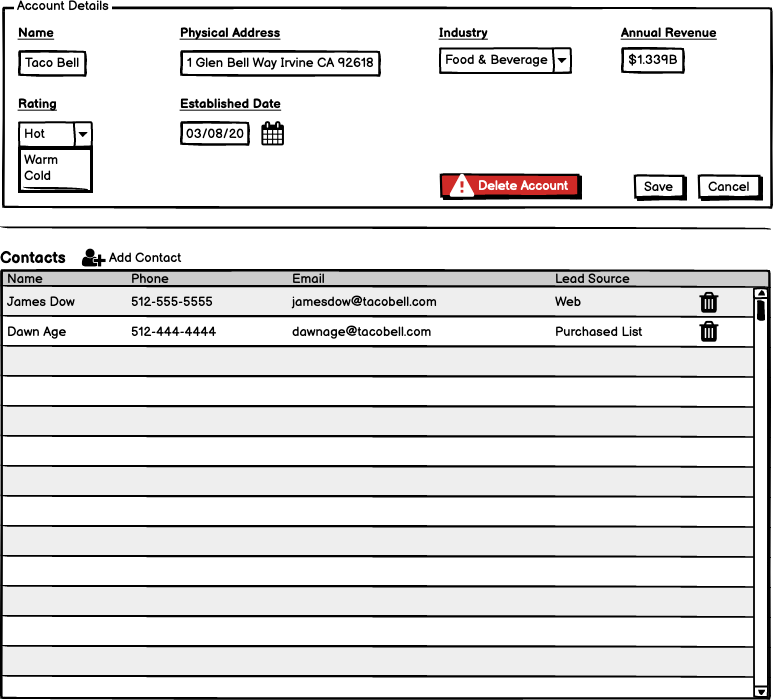 Account Details
Name Physical Address Industry Annual Revenue
Taco Bell 1 Glen Bell Way Irvine CA 92618 Food & Beverage $1.339B
Rating Established Date
Hot 03/08/20
Warm
Cold
Delete Account Save Cancel
Contacts Add Contact
Name Phone Email Lead Source
James Dow 512-555-5555 jamesdow@tacobell.com Web
Dawn Age 512-444-4444 dawnage@tacobell.com Purchased List